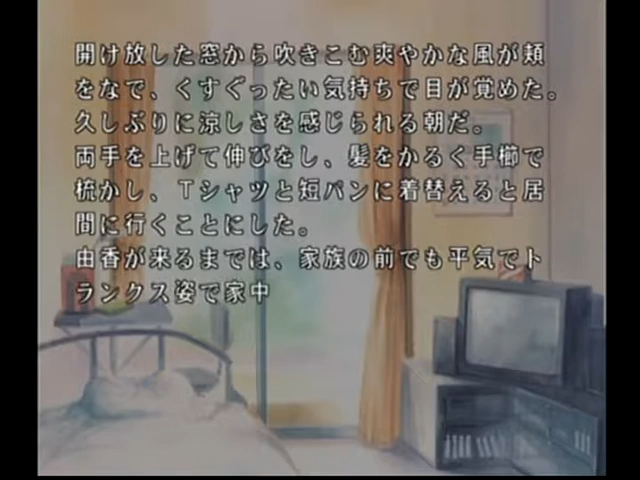 開け放した窓から吹きこむ爽やかな風が頬
をなで、くすぐったい気持ちで目が覚めた。
久しぶりに涼しさを感じられる朝だ。
両手を上げて伸びをし、髪をかるく手櫛で
梳かし、Ｔシャツと短パンに着替えると居
間に行くことにした。
由香が来るまでは、家族の前でも平気でト
ランクス姿で家中